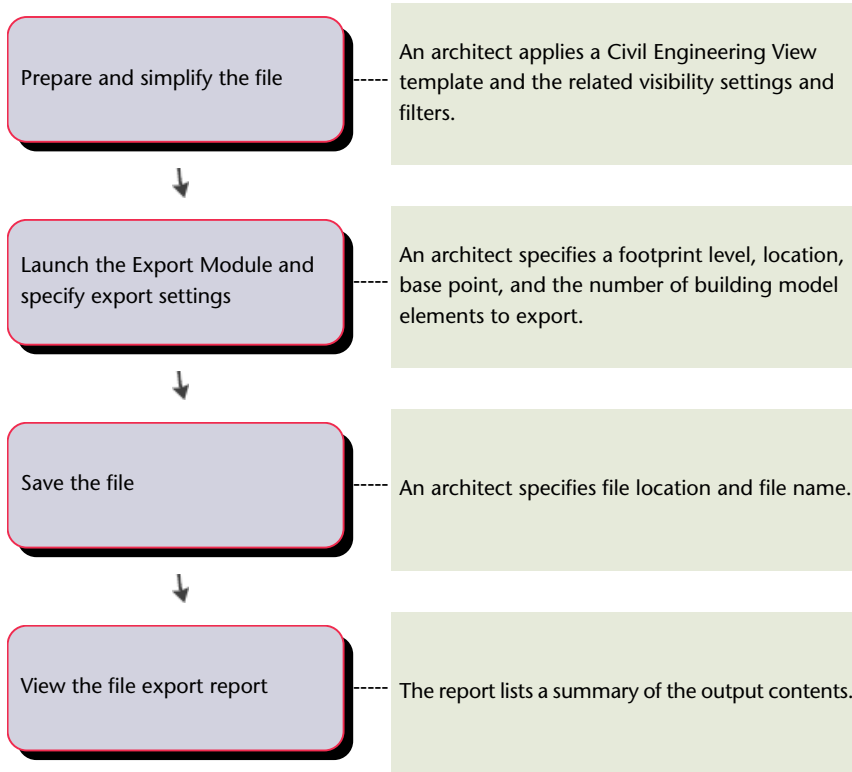 Prepare and simplify the file
An architect applies a Civil Engineering View
template and the related visibility settings and
filters.
Launch the Export Module and
specify export settings
An architect specifies a footprint level, location,
base point, and the number of building model
elements to export.
Save the file
An architect specifies file location and file name.
View the file export report
The report lists a summary of the output contents.